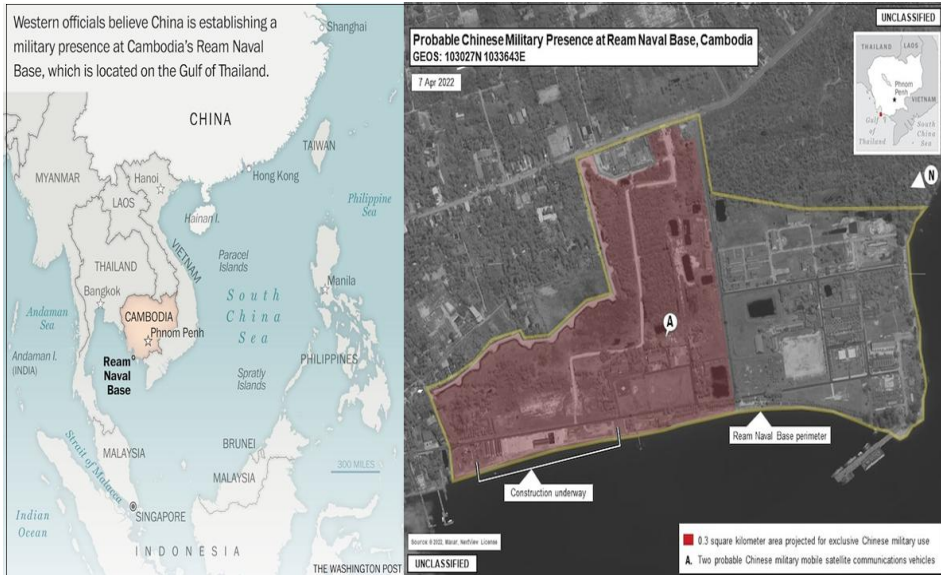 Western officials believe China is establishing a
military presence at Cambodia's Ream Naval
Base, which is located on the Gulf of Thailand.
Shanghai
CHINA
TAIWAN
Hong Kong
MYANMAR
Hanoi
LAOS
Hainan I.
Philippine
Sea
VIETNAM
Paracel
Islands
THAILAND
Bangkok
Manila
South
China
Sea
Andaman
Sea
CAMBODIA
Phnom Penh
Andaman I.
(INDIA)
Ream
Naval
Base
PHILIPPINES
Spratly
Islands
Strait of Malacca
MALAYSIA
BRUNEI
MALAYSIA
300 MILES
SINGAPORE
Indian
Ocean
INDONESIA
THE WASHINGTON POST
UNCLASSIFIED
Probable Chinese Military Presence at Ream Naval Base, Cambodia
GEOS: 103027N 1033643E
7 Apr 2022
THAILAND
LAOS
Phnom
Penh
VIETNAM
Gulf
of
Thailand
South
China
Sea
N
A
Ream Naval Base perimeter
Construction underway
Source: © 2022, Maxar, NextView License
UNCLASSIFIED
0.3 square kilometer area projected for exclusive Chinese military use
A. Two probable Chinese military mobile satellite communications vehicles